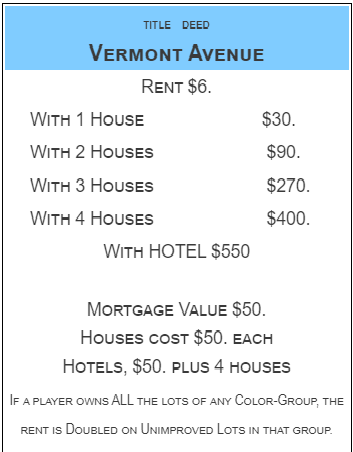 TITLE DEED
VERMONT AVENUE
RENT $6.
WITH 1 HOUSE $30.
WITH 2 HOUSES $90.
WITH 3 HOUSES $270.
WITH 4 HOUSES $400.
WITH HOTEL $550
MORTGAGE VALUE $50.
HOUSES COST $50. EACH
HOTELS, $50. PLUS 4 HOUSES
IF A PLAYER OWNS ALL THE LOTS OF ANY COLOR-GROUP, THE
RENT IS DOUBLED ON UNIMPROVED LOTS IN THAT GROUP.